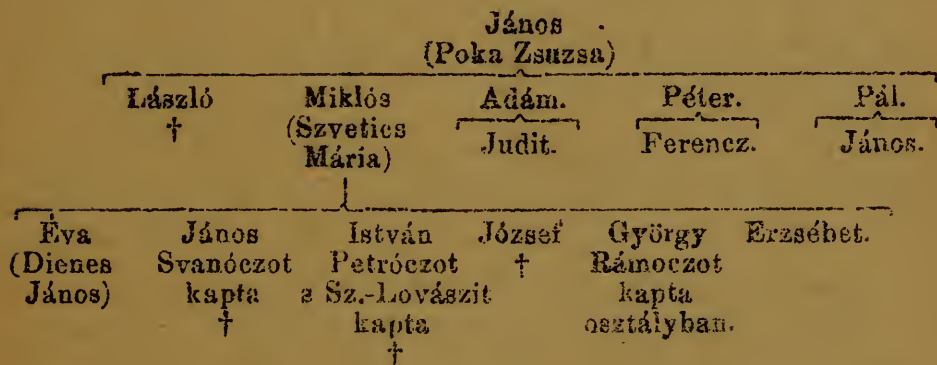 János
(Poka Zsuzsa)
László Miklós Adám. Péter. Pál.
† (Szvetics Judit. Ferencz. János.
Mária)
Éva János István József György Erzsébet.
(Dienes Svanóczot Petróczot † Rámoczot
János) kapta s Sz.-Lovászit kapta
† kapta osztályban.
†